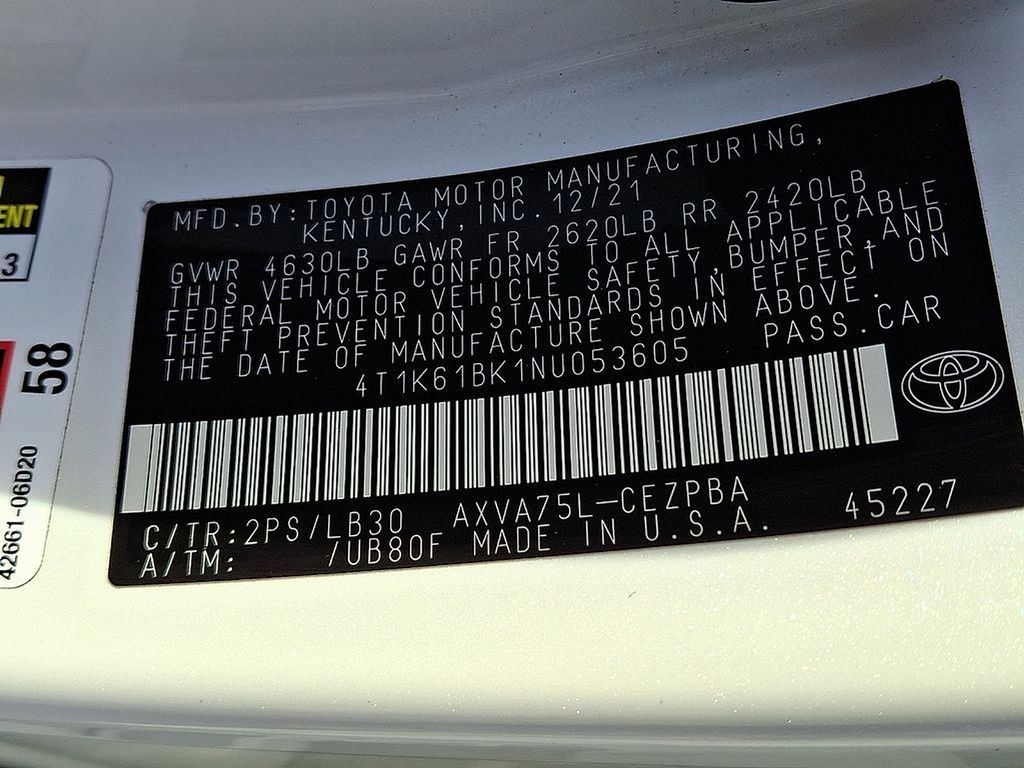 MFD. BY: TOYOTA MOTOR MANUFACTURING,
KENTUCKY, INC. 12/21
GVWR 4630LB GAWR FR 2620LB RR 2420LB
THIS VEHICLE CONFORMS TO ALL APPLICABLE
FEDERAL MOTOR VEHICLE SAFETY, BUMPER, AND
THEFT PREVENTION STANDARDS IN EFFECT ON
THE DATE OF MANUFACTURE SHOWN ABOVE.
4T1K61BK1NU053605 PASS. CAR
C/TR: 2PS/LB30 AXVA75L-CEZPBA 45227
A/TM: /UB80F MADE IN U.S.A.
ENT
3
58
42661-06D20